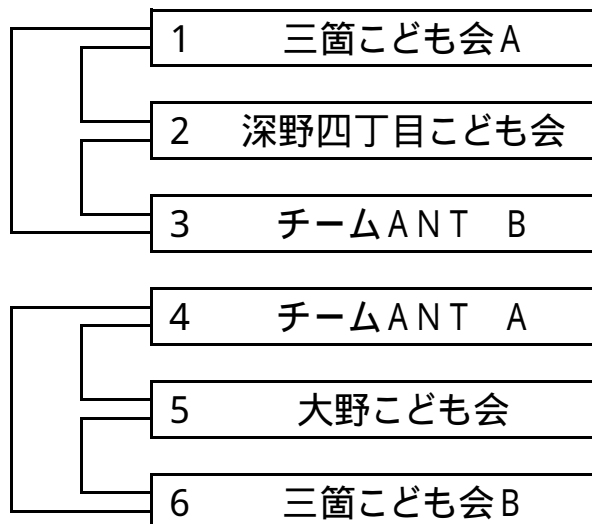 1 三箇こども会A
2 深野四丁目こども会
3 チームANT B
4 チームANT A
5 大野こども会
6 三箇こども会B